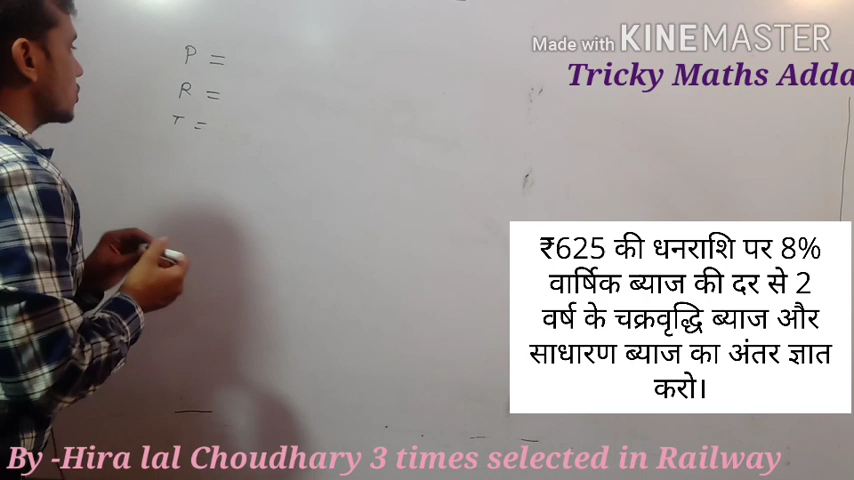 Made with KINEMASTER
Tricky Maths Adda
P =
R =
T =
₹625 की धनराशि पर 8%
वार्षिक ब्याज की दर से 2
वर्ष के चक्रवृद्धि ब्याज और
साधारण ब्याज का अंतर ज्ञात
करो।
By -Hira lal Choudhary 3 times selected in Railway